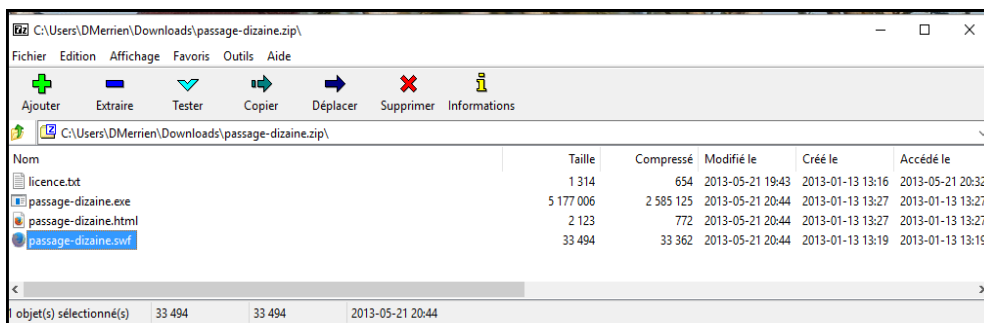 C:\Users\DMerrien\Downloads\passage-dizaine.zip\
Fichier Edition Affichage Favoris Outils Aide
Ajouter Extraire Tester Copier Déplacer Supprimer Informations
C:\Users\DMerrien\Downloads\passage-dizaine.zip\
Nom Taille Compressé Modifié le Créé le Accédé le
licence.txt 1 314 654 2013-05-21 19:43 2013-01-13 13:16 2013-05-21 20:32
passage-dizaine.exe 5 177 006 2 585 125 2013-05-21 20:44 2013-01-13 13:27 2013-01-13 13:27
passage-dizaine.html 2 123 772 2013-05-21 20:44 2013-01-13 13:27 2013-01-13 13:27
passage-dizaine.swf 33 494 33 362 2013-05-21 20:44 2013-01-13 13:19 2013-01-13 13:19
1 objet(s) sélectionné(s) 33 494 33 494 2013-05-21 20:44